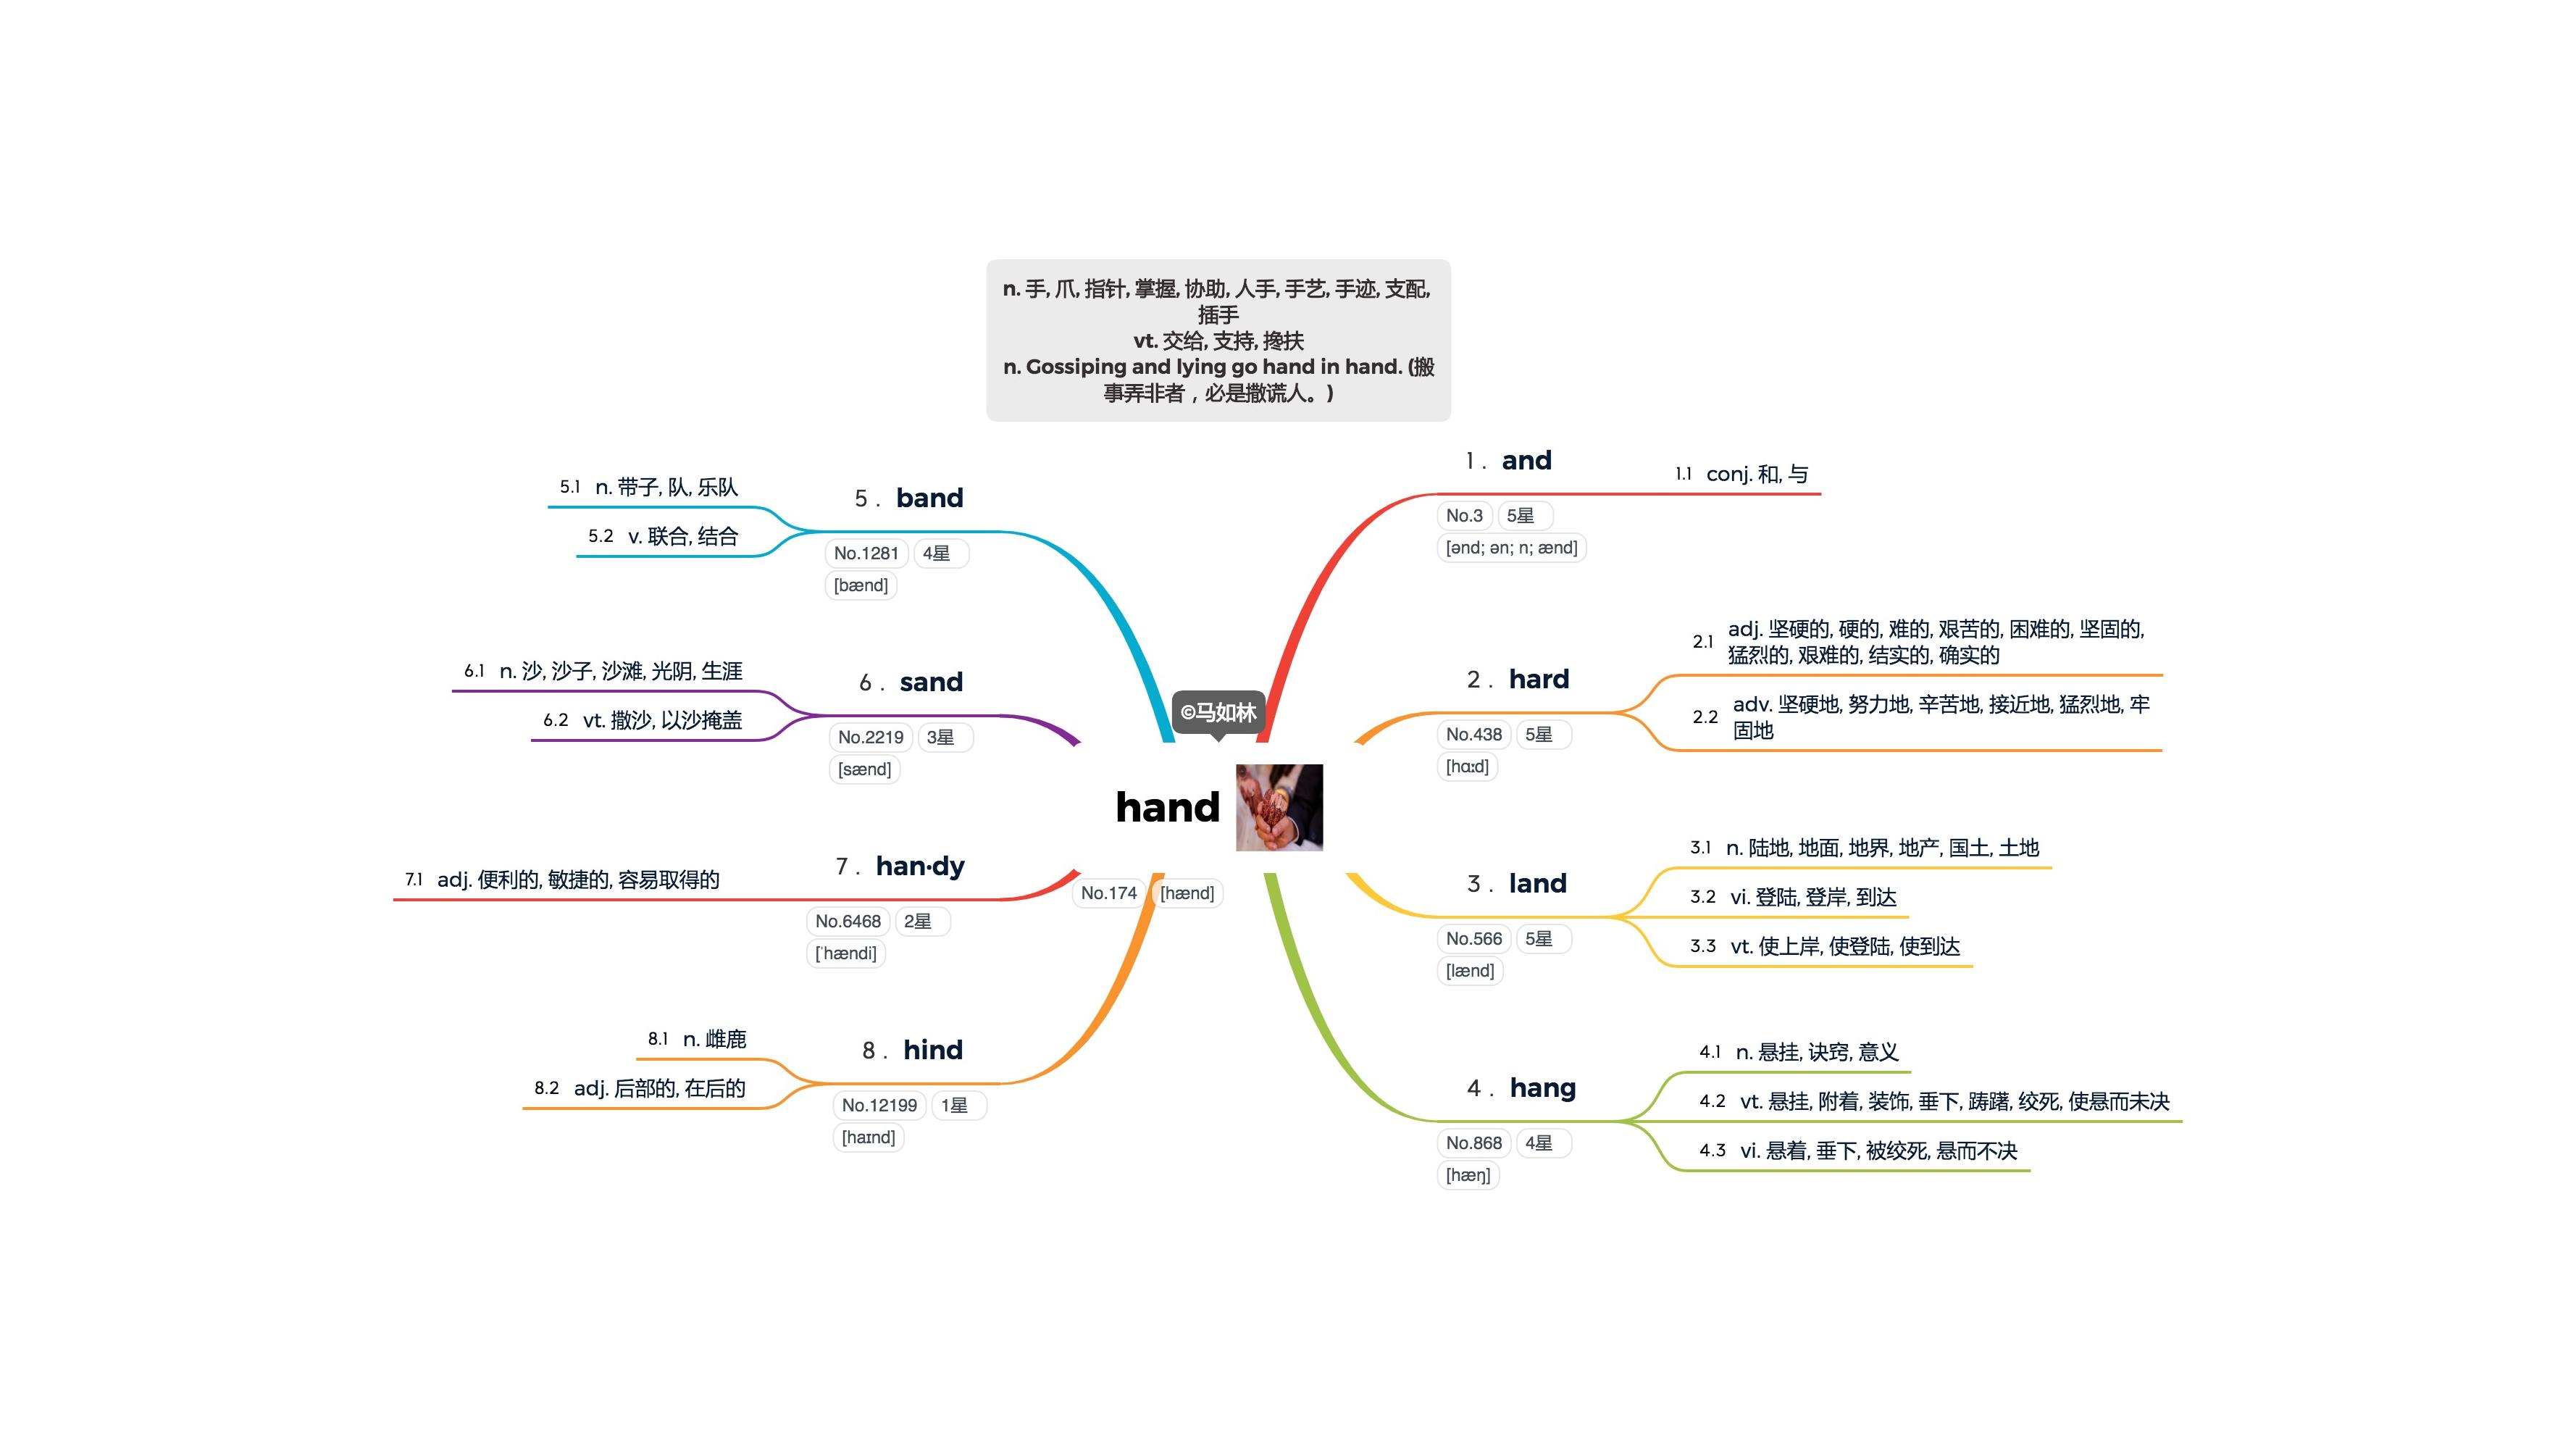 n. 手, 爪, 指针, 掌握, 协助, 人手, 手艺, 手迹, 支配,
插手
vt. 交给, 支持, 搀扶
n. Gossiping and lying go hand in hand. (搬
事弄非者，必是撒谎人。)
©马如林
hand
No.174 [hænd]
1 . and
No.3 5星
[ənd; ən; n; ænd]
1.1 conj. 和, 与
2 . hard
No.438 5星
[hɑːd]
2.1 adj. 坚硬的, 硬的, 难的, 艰苦的, 困难的, 坚固的,
猛烈的, 艰难的, 结实的, 确实的
2.2 adv. 坚硬地, 努力地, 辛苦地, 接近地, 猛烈地, 牢
固地
3 . land
No.566 5星
[lænd]
3.1 n. 陆地, 地面, 地界, 地产, 国土, 土地
3.2 vi. 登陆, 登岸, 到达
3.3 vt. 使上岸, 使登陆, 使到达
4 . hang
No.868 4星
[hæŋ]
4.1 n. 悬挂, 诀窍, 意义
4.2 vt. 悬挂, 附着, 装饰, 垂下, 踌躇, 绞死, 使悬而未决
4.3 vi. 悬着, 垂下, 被绞死, 悬而不决
5 . band
No.1281 4星
[bænd]
5.1 n. 带子, 队, 乐队
5.2 v. 联合, 结合
6 . sand
No.2219 3星
[sænd]
6.1 n. 沙, 沙子, 沙滩, 光阴, 生涯
6.2 vt. 撒沙, 以沙掩盖
7 . han·dy
No.6468 2星
[ˈhændi]
7.1 adj. 便利的, 敏捷的, 容易取得的
8 . hind
No.12199 1星
[haɪnd]
8.1 n. 雌鹿
8.2 adj. 后部的, 在后的